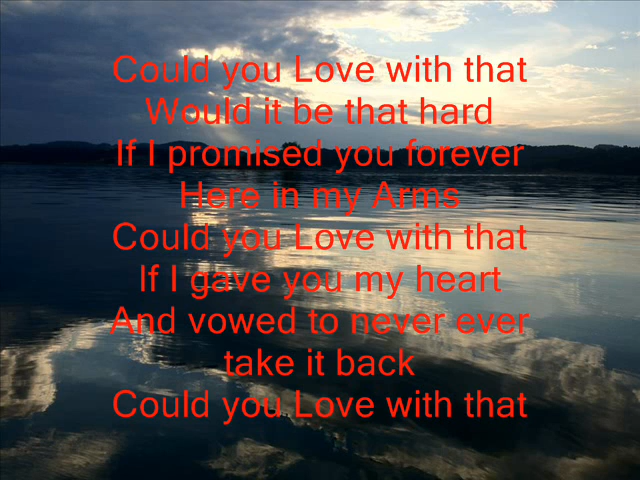 Could you Love with that
Would it be that hard
If I promised you forever
Here in my Arms
Could you Love with that
If I gave you my heart
And vowed to never ever
take it back
Could you Love with that